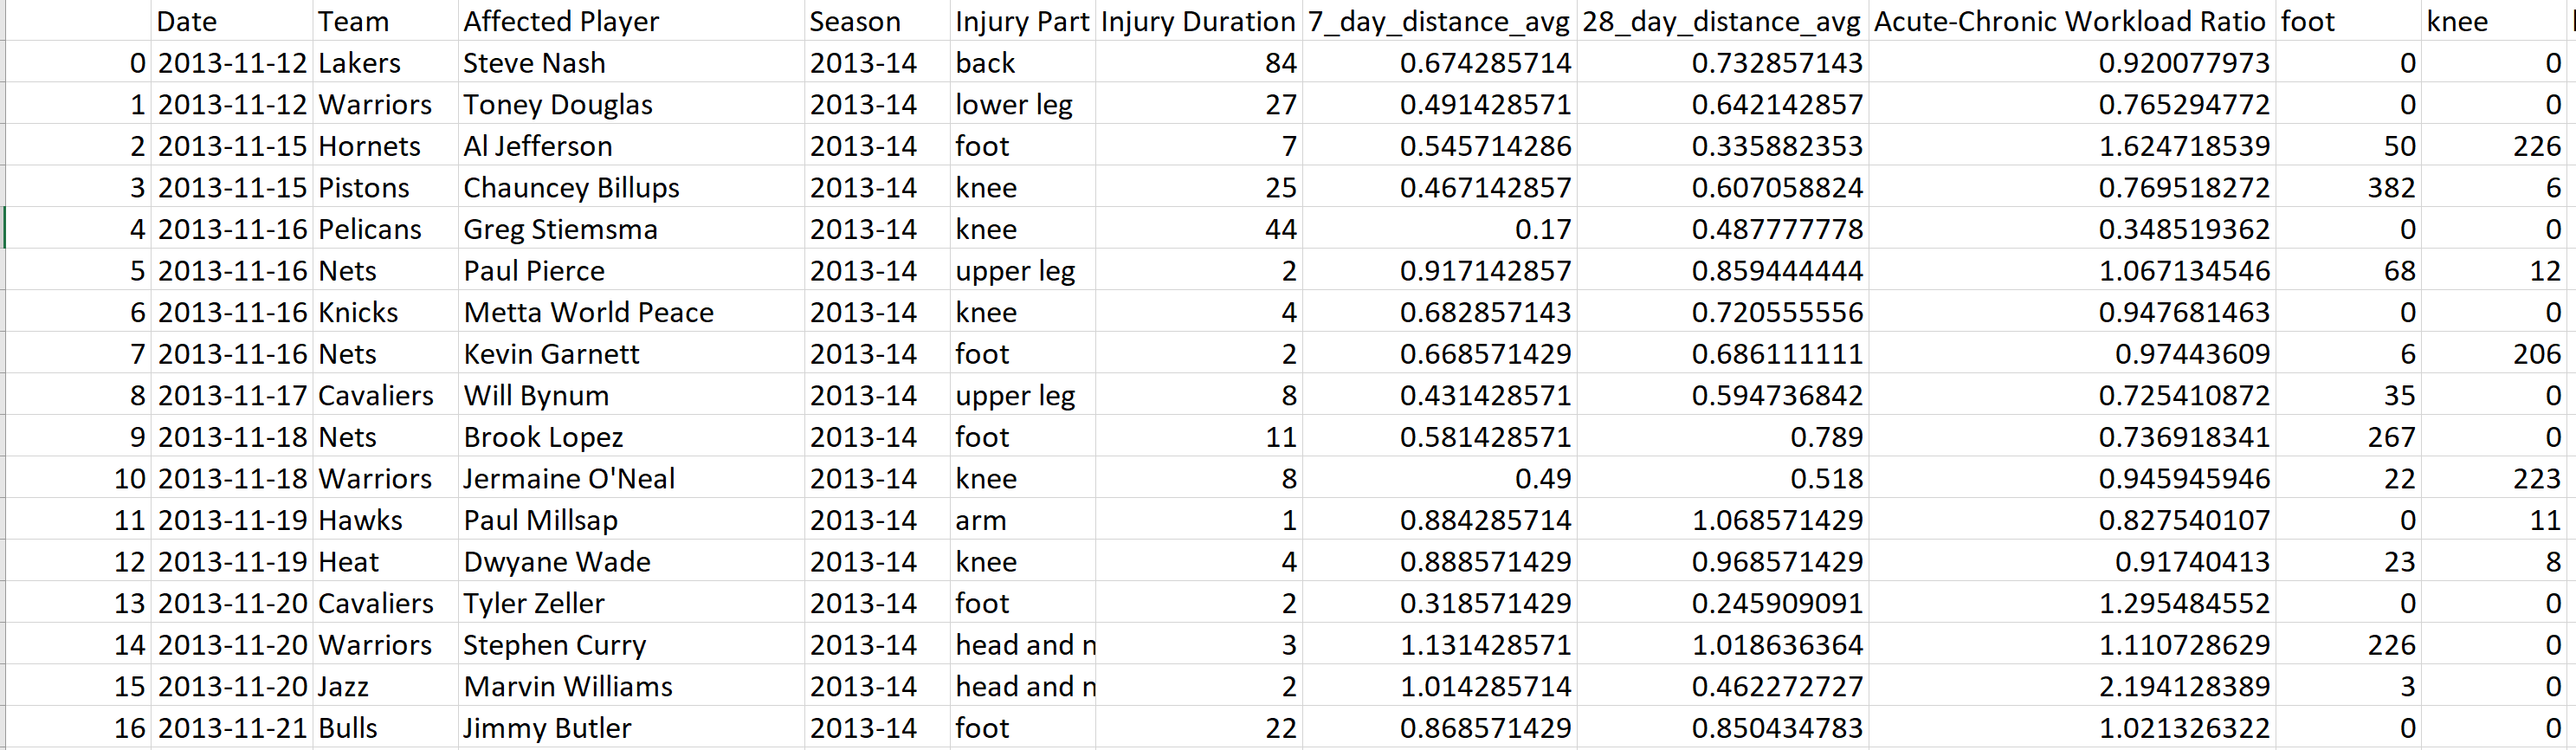 Date Team Affected Player Season Injury Part Injury Duration 7_day_distance_avg 28_day_distance_avg Acute-Chronic Workload Ratio foot knee
0 2013-11-12 Lakers Steve Nash 2013-14 back 84 0.674285714 0.732857143 0.920077973 0 0
1 2013-11-12 Warriors Toney Douglas 2013-14 lower leg 27 0.491428571 0.642142857 0.765294772 0 0
2 2013-11-15 Hornets Al Jefferson 2013-14 foot 7 0.545714286 0.335882353 1.624718539 50 226
3 2013-11-15 Pistons Chauncey Billups 2013-14 knee 25 0.467142857 0.607058824 0.769518272 382 6
4 2013-11-16 Pelicans Greg Stiemsma 2013-14 knee 44 0.17 0.487777778 0.348519362 0 0
5 2013-11-16 Nets Paul Pierce 2013-14 upper leg 2 0.917142857 0.859444444 1.067134546 68 12
6 2013-11-16 Knicks Metta World Peace 2013-14 knee 4 0.682857143 0.720555556 0.947681463 0 0
7 2013-11-16 Nets Kevin Garnett 2013-14 foot 2 0.668571429 0.686111111 0.97443609 6 206
8 2013-11-17 Cavaliers Will Bynum 2013-14 upper leg 8 0.431428571 0.594736842 0.725410872 35 0
9 2013-11-18 Nets Brook Lopez 2013-14 foot 11 0.581428571 0.789 0.736918341 267 0
10 2013-11-18 Warriors Jermaine O'Neal 2013-14 knee 8 0.49 0.518 0.945945946 22 223
11 2013-11-19 Hawks Paul Millsap 2013-14 arm 1 0.884285714 1.068571429 0.827540107 0 11
12 2013-11-19 Heat Dwyane Wade 2013-14 knee 4 0.888571429 0.968571429 0.91740413 23 8
13 2013-11-20 Cavaliers Tyler Zeller 2013-14 foot 2 0.318571429 0.245909091 1.295484552 0 0
14 2013-11-20 Warriors Stephen Curry 2013-14 head and n 3 1.131428571 1.018636364 1.110728629 226 0
15 2013-11-20 Jazz Marvin Williams 2013-14 head and n 2 1.014285714 0.462272727 2.194128389 3 0
16 2013-11-21 Bulls Jimmy Butler 2013-14 foot 22 0.868571429 0.850434783 1.021326322 0 0